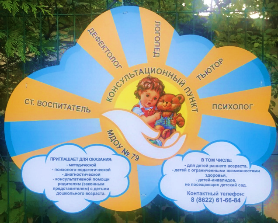 СТ. ВОСПИТАТЕЛЬ
ДЕФЕКТОЛОГ
ЛОГОПЕД
ТЬЮТОР
ПСИХОЛОГ
КОНСУЛЬТАЦИОННЫЙ ПУНКТ
МДОУ № 79
ПРИГЛАШАЕТ ДЛЯ ОКАЗАНИЯ:
- методической
- психолого-педагогической
- диагностической
- консультативной помощи
родителям (законным
представителям) с детьми
дошкольного возраста
В ТОМ ЧИСЛЕ:
- для детей раннего возраста,
- детей с ограниченными возможностями
здоровья,
- детей-инвалидов,
не посещающих детский сад.
Контактный телефон:
8 (8622) 61-66-84